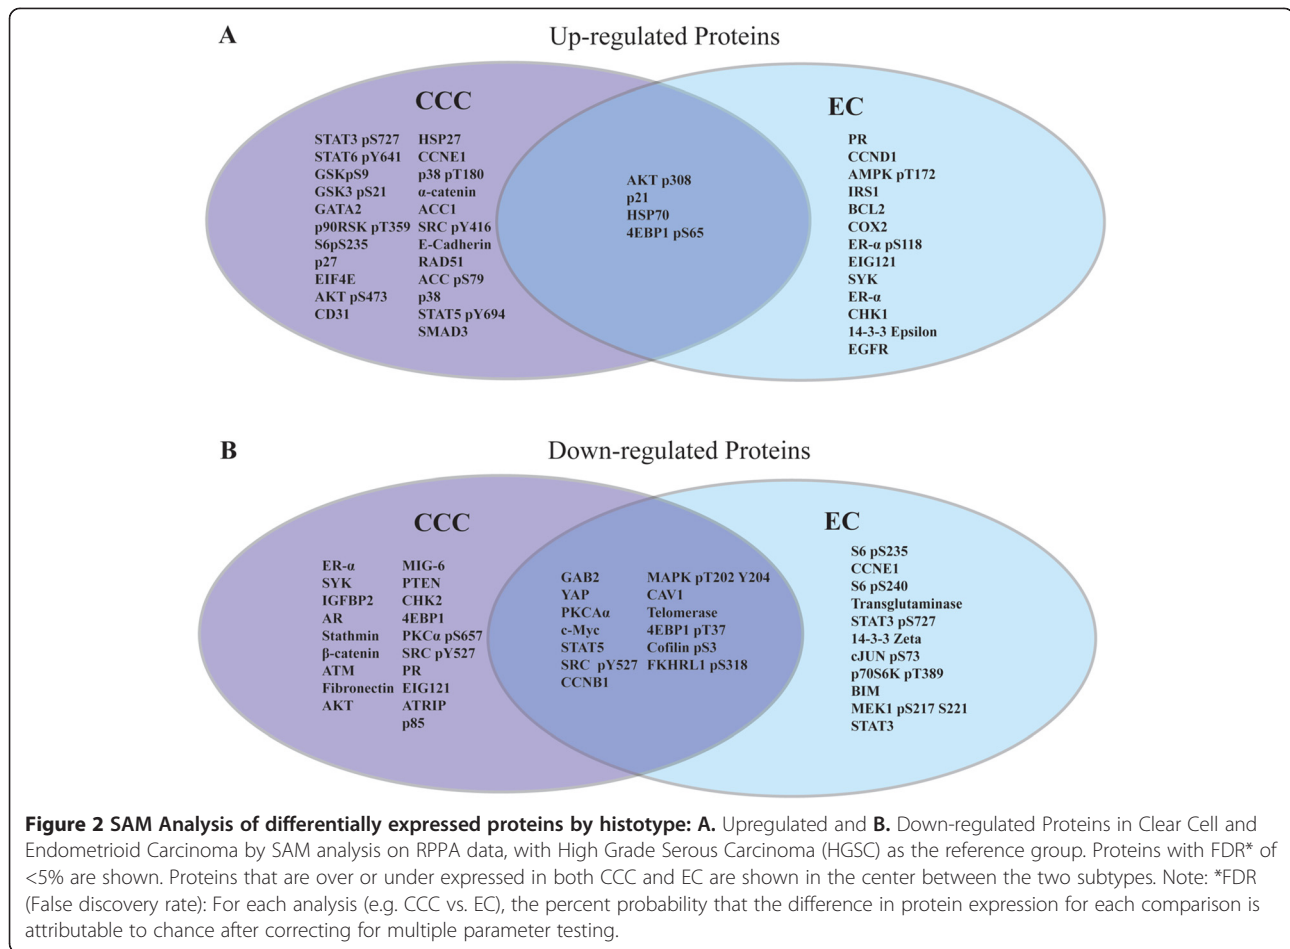 A
Up-regulated Proteins
CCC
STAT3 pS727
STAT6 pY641
GSKpS9
GSK3 pS21
GATA2
p90RSK pT359
S6pS235
p27
EIF4E
AKT pS473
CD31
HSP27
CCNE1
p38 pT180
α-catenin
ACC1
SRC pY416
E-Cadherin
RAD51
ACC pS79
p38
STAT5 pY694
SMAD3
AKT p308
p21
HSP70
4EBP1 pS65
EC
PR
CCND1
AMPK pT172
IRS1
BCL2
COX2
ER-α pS118
EIG121
SYK
ER-α
CHK1
14-3-3 Epsilon
EGFR
B
Down-regulated Proteins
CCC
ER-α
SYK
IGFBP2
AR
Stathmin
β-catenin
ATM
Fibronectin
AKT
MIG-6
PTEN
CHK2
4EBP1
PKCα pS657
SRC pY527
PR
EIG121
ATRIP
p85
GAB2
YAP
PKCAα
c-Myc
STAT5
SRC pY527
CCNB1
MAPK pT202 Y204
CAV1
Telomerase
4EBP1 pT37
Cofilin pS3
FKHRL1 pS318
EC
S6 pS235
CCNE1
S6 pS240
Transglutaminase
STAT3 pS727
14-3-3 Zeta
cJUN pS73
p70S6K pT389
BIM
MEK1 pS217 S221
STAT3
Figure 2 SAM Analysis of differentially expressed proteins by histotype: A. Upregulated and B. Down-regulated Proteins in Clear Cell and
Endometrioid Carcinoma by SAM analysis on RPPA data, with High Grade Serous Carcinoma (HGSC) as the reference group. Proteins with FDR* of
<5% are shown. Proteins that are over or under expressed in both CCC and EC are shown in the center between the two subtypes. Note: *FDR
(False discovery rate): For each analysis (e.g. CCC vs. EC), the percent probability that the difference in protein expression for each comparison is
attributable to chance after correcting for multiple parameter testing.